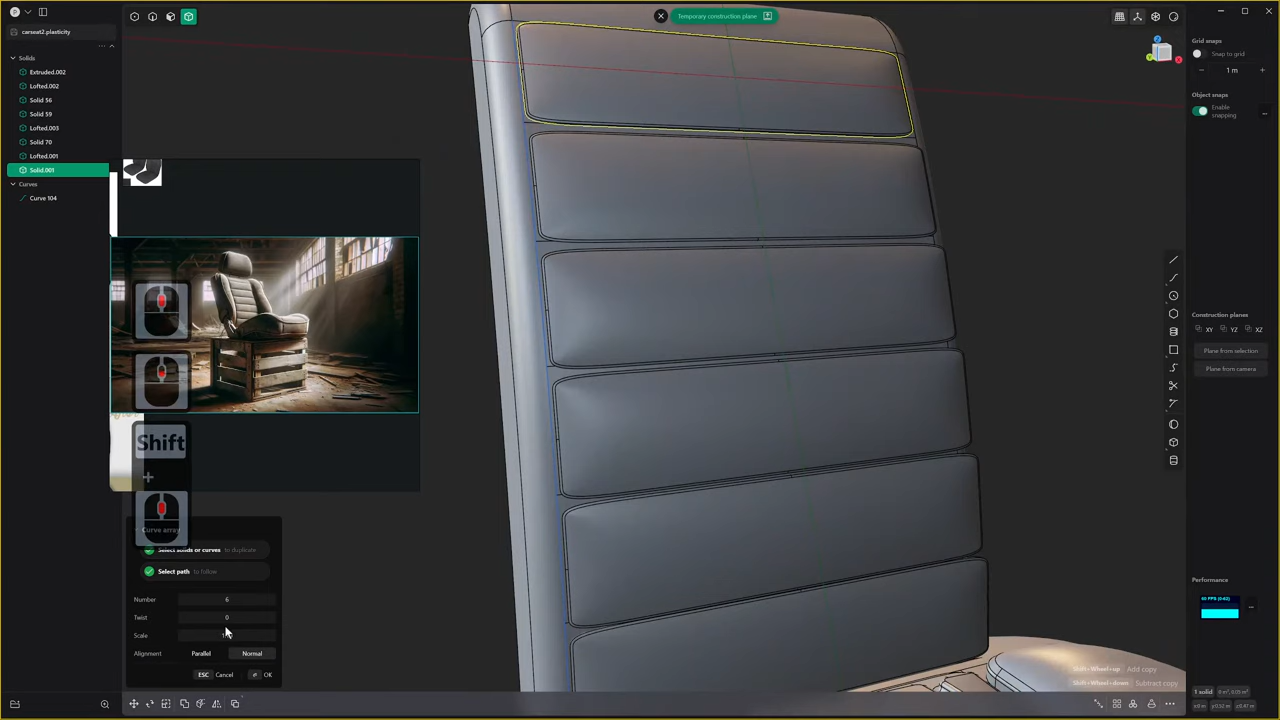 P
Temporary construction plane
carseat2.plasticity
Solids
Extruded.002
Lofted.002
Solid 56
Solid 59
Lofted.003
Solid 70
Lofted.001
Solid.001
Curves
Curve 104
Shift
+
Curve array
Select solids or curves to duplicate
Select path to follow
Number 6
Twist 0
Scale
Alignment Parallel Normal
ESC Cancel OK
Z
Y
X
Grid snaps
Snap to grid
1 m
Object snaps
Enable snapping
Construction planes
XY YZ XZ
Plane from selection
Plane from camera
Performance
Shift+Wheel+up Add copy
Shift+Wheel+down Subtract copy
1 solid